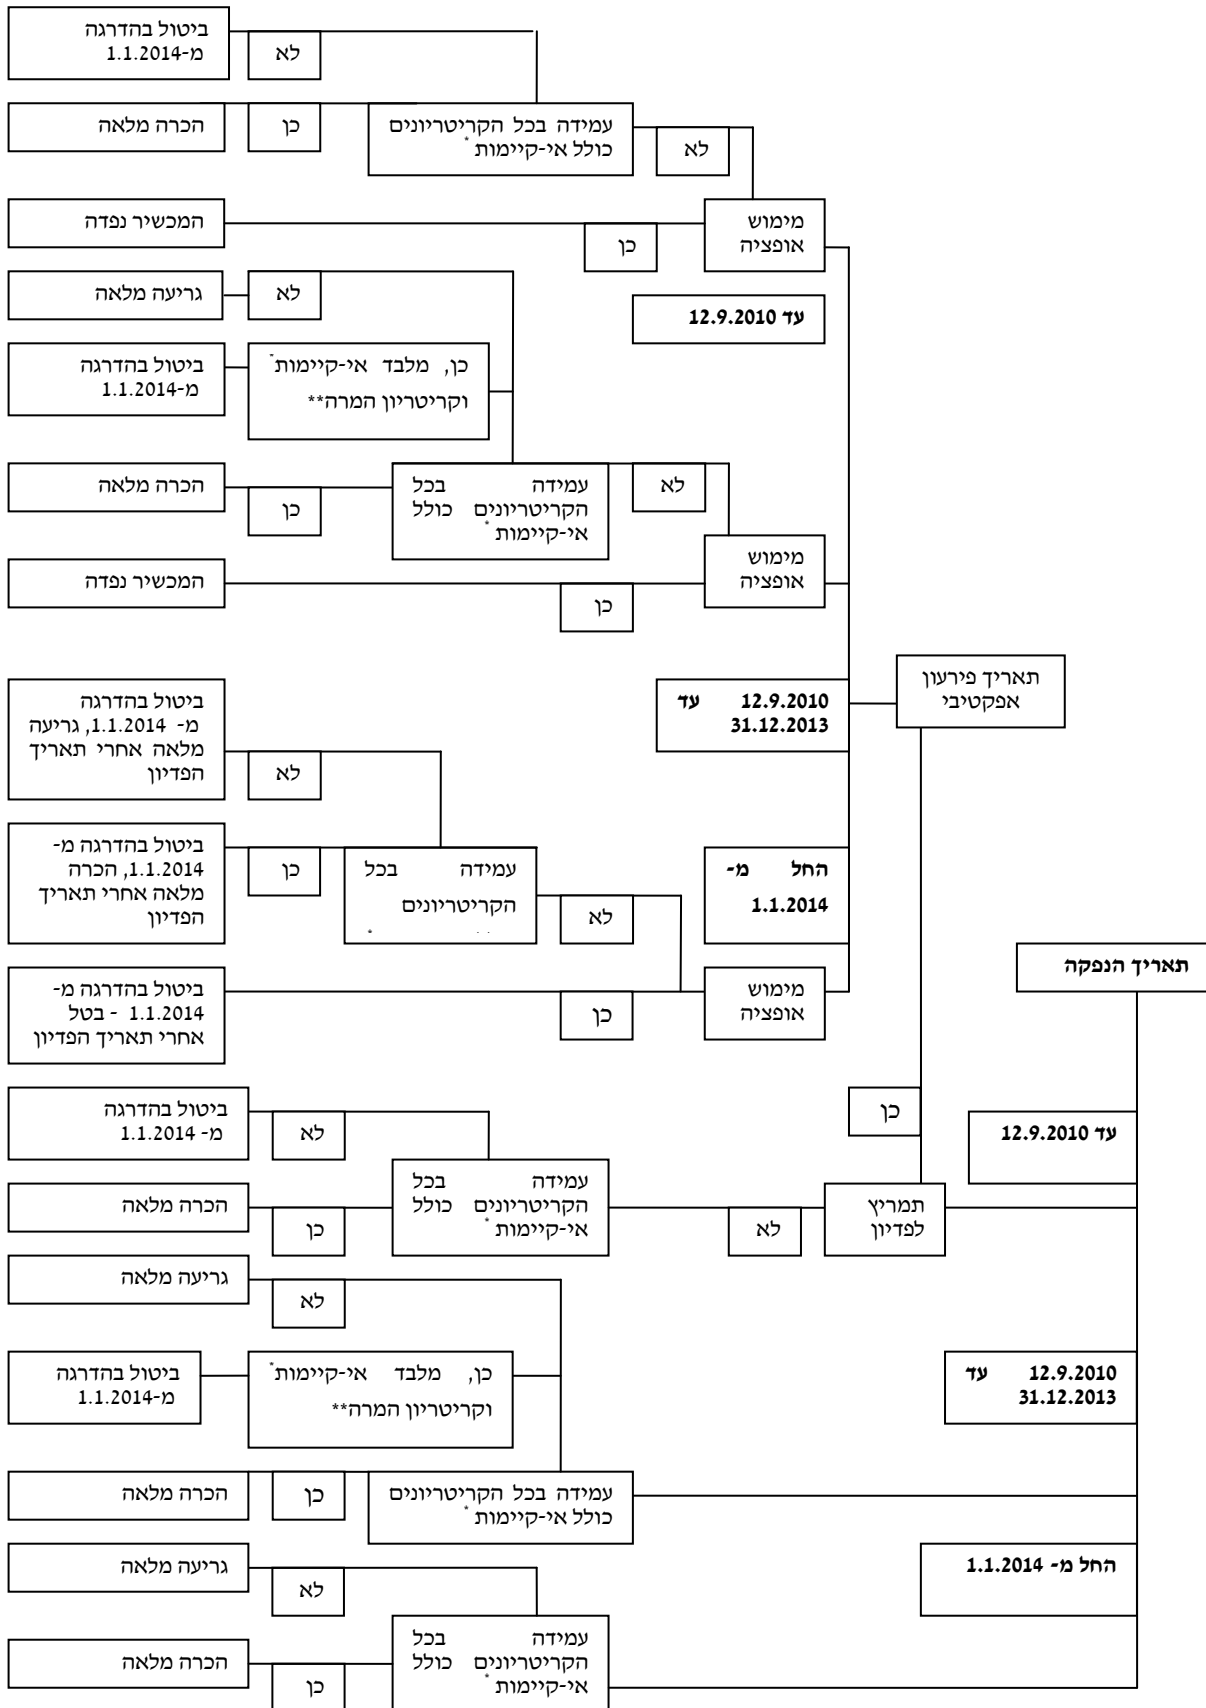 ביטול בהדרגה
מ-1.1.2014
לא
הכרה מלאה
כן
עמידה בכל הקריטריונים
כולל אי-קיימות*
לא
המכשיר נפדה
כן
מימוש
אופציה
גריעה מלאה
לא
עד 12.9.2010
ביטול בהדרגה
מ-1.1.2014
כן, מלבד אי-קיימות*
וקריטריון המרה**
הכרה מלאה
כן
עמידה בכל
הקריטריונים כולל
אי-קיימות*
לא
המכשיר נפדה
כן
מימוש
אופציה
תאריך פירעון
אפקטיבי
ביטול בהדרגה
מ- 1.1.2014, גריעה
מלאה אחרי תאריך
הפדיון
לא
12.9.2010 עד
31.12.2013
ביטול בהדרגה מ-
1.1.2014, הכרה
מלאה אחרי תאריך
הפדיון
כן
עמידה בכל
הקריטריונים
*
לא
החל מ-
1.1.2014
תאריך הנפקה
ביטול בהדרגה מ-
1.1.2014 - בטל
אחרי תאריך הפדיון
כן
מימוש
אופציה
ביטול בהדרגה
מ- 1.1.2014
לא
כן
עד 12.9.2010
הכרה מלאה
כן
עמידה בכל
הקריטריונים כולל
אי-קיימות*
לא
תמריץ
לפדיון
גריעה מלאה
לא
ביטול בהדרגה
מ-1.1.2014
כן, מלבד אי-קיימות*
וקריטריון המרה**
12.9.2010 עד
31.12.2013
הכרה מלאה
כן
עמידה בכל הקריטריונים
כולל אי-קיימות*
גריעה מלאה
לא
החל מ- 1.1.2014
הכרה מלאה
כן
עמידה בכל
הקריטריונים כולל
אי-קיימות*